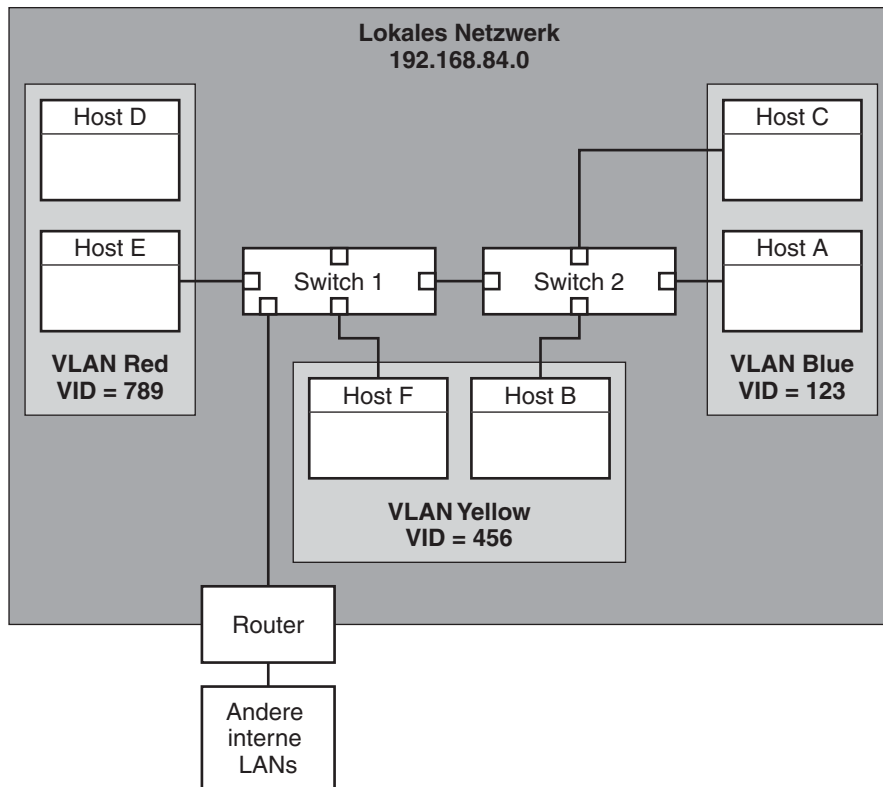 Lokales Netzwerk
192.168.84.0
Host D
Host C
Host E
Host A
Switch 1
Switch 2
VLAN Red
VID = 789
VLAN Blue
VID = 123
Host F
Host B
VLAN Yellow
VID = 456
Router
Andere
interne
LANs